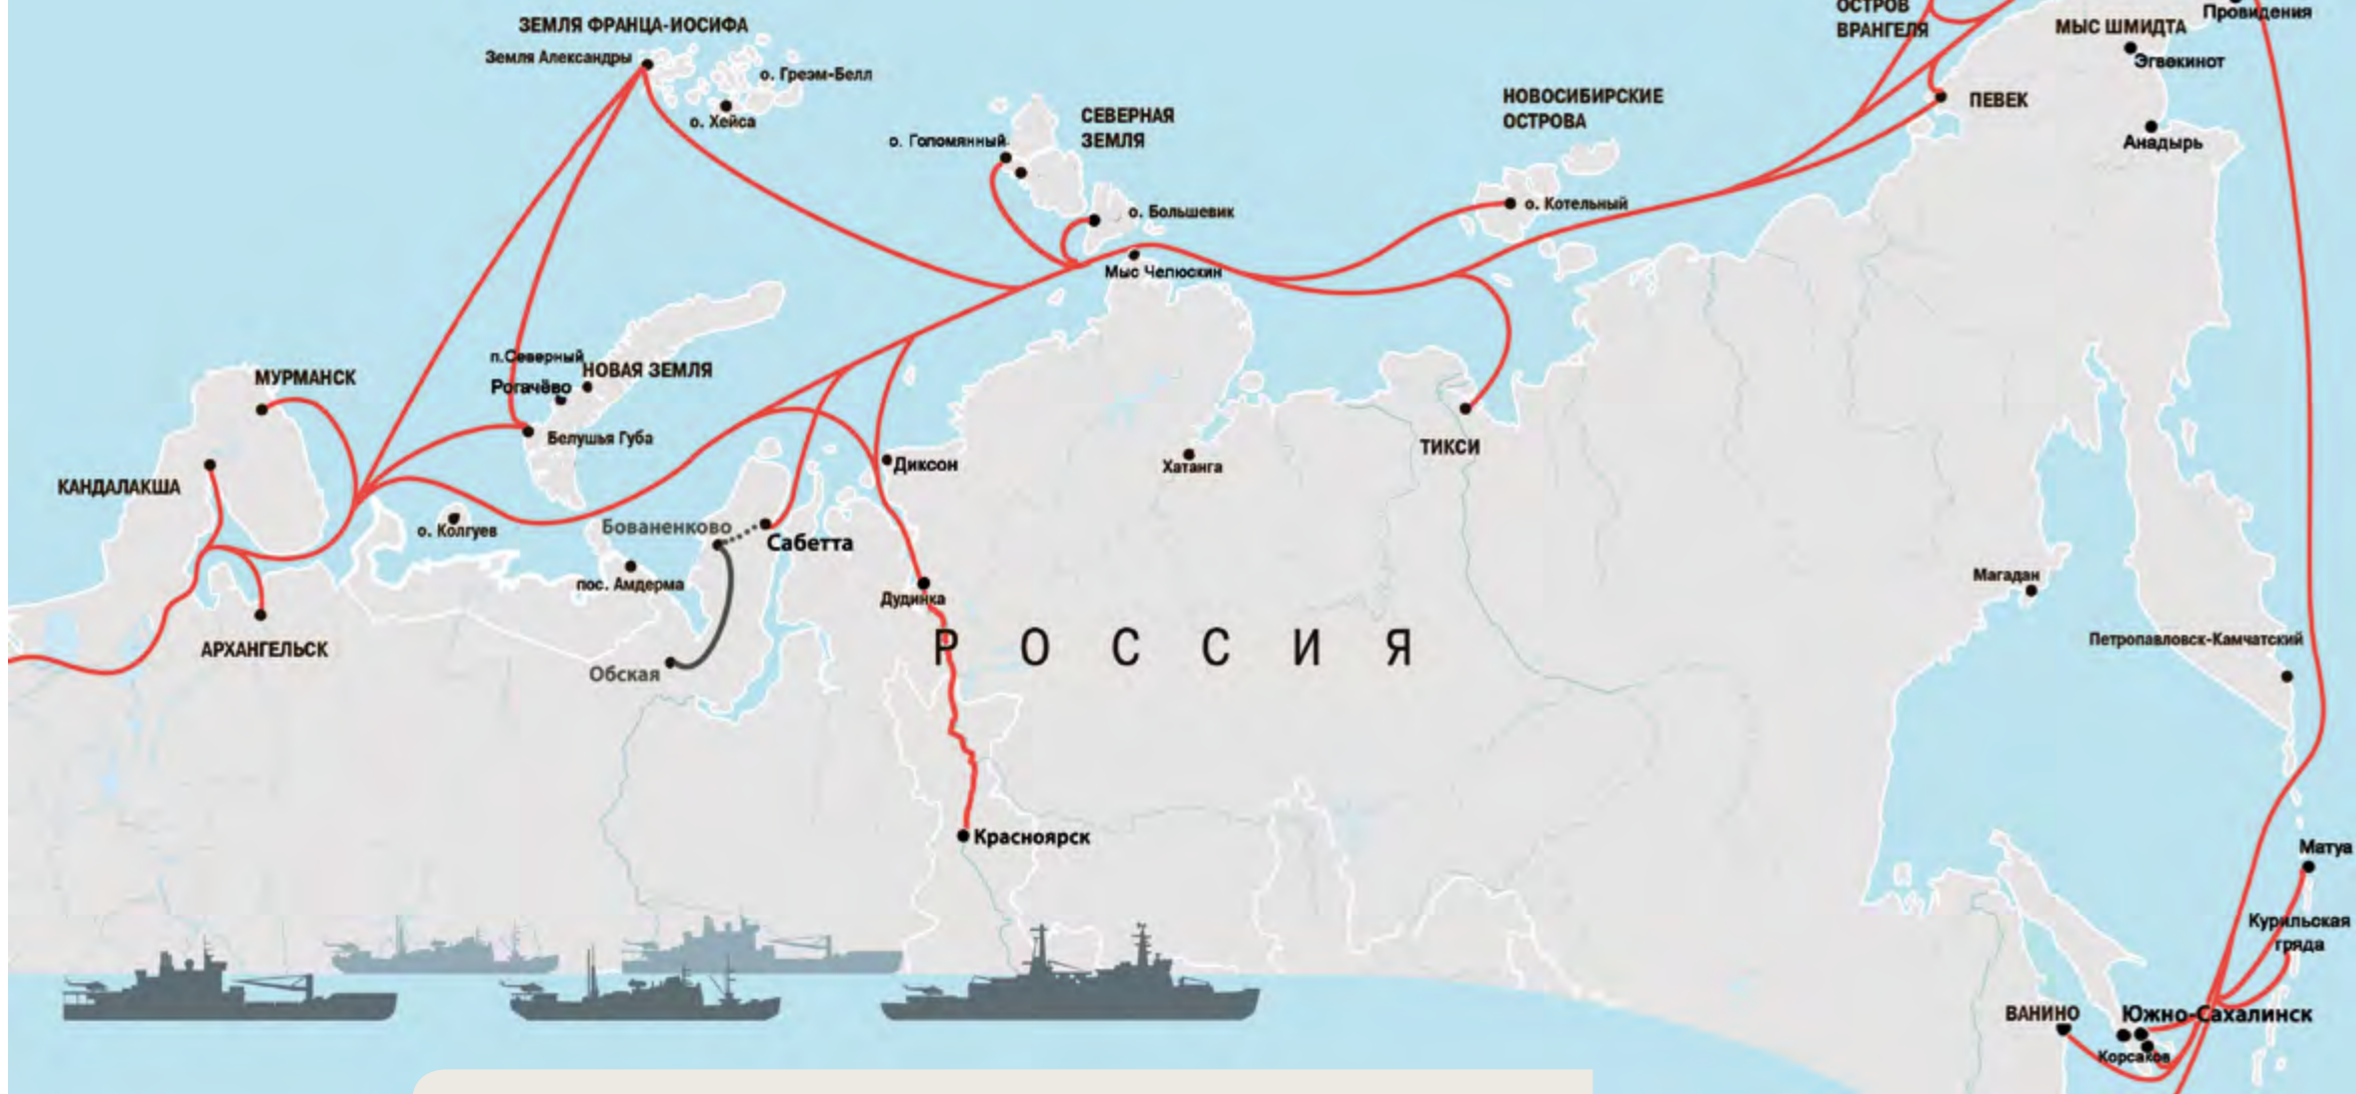 ЗЕМЛЯ ФРАНЦА-ИОСИФА
Земля Александры
о. Греэм-Белл
о. Хейса
СЕВЕРНАЯ
ЗЕМЛЯ
о. Голомянный
о. Большевик
Мыс Челюскин
НОВОСИБИРСКИЕ
ОСТРОВА
о. Котельный
ОСТРОВ
ВРАНГЕЛЯ
Провидения
МЫС ШМИДТА
Эгвекинот
ПЕВЕК
Анадырь
МУРМАНСК
п.Северный
НОВАЯ ЗЕМЛЯ
Рогачёво
Белушья Губа
КАНДАЛАКША
о. Колгуев
Бованенково
Сабетта
Диксон
Хатанга
ТИКСИ
пос. Амдерма
Дудинка
Магадан
АРХАНГЕЛЬСК
Обская
РОССИЯ
Петропавловск-Камчатский
Красноярск
Матуа
Курильская
гряда
ВАНИНО
Южно-Сахалинск
Корсаков